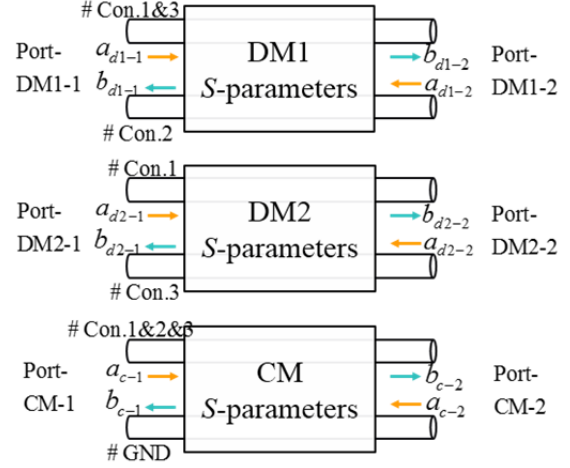 # Con.1&3
Port-
DM1-1
a_{d1-1}
b_{d1-1}
DM1
S-parameters
b_{d1-2}
a_{d1-2}
Port-
DM1-2
# Con.2
# Con.1
Port-
DM2-1
a_{d2-1}
b_{d2-1}
DM2
S-parameters
b_{d2-2}
a_{d2-2}
Port-
DM2-2
# Con.3
# Con.1&2&3
Port-
CM-1
a_{c-1}
b_{c-1}
CM
S-parameters
b_{c-2}
a_{c-2}
Port-
CM-2
# GND